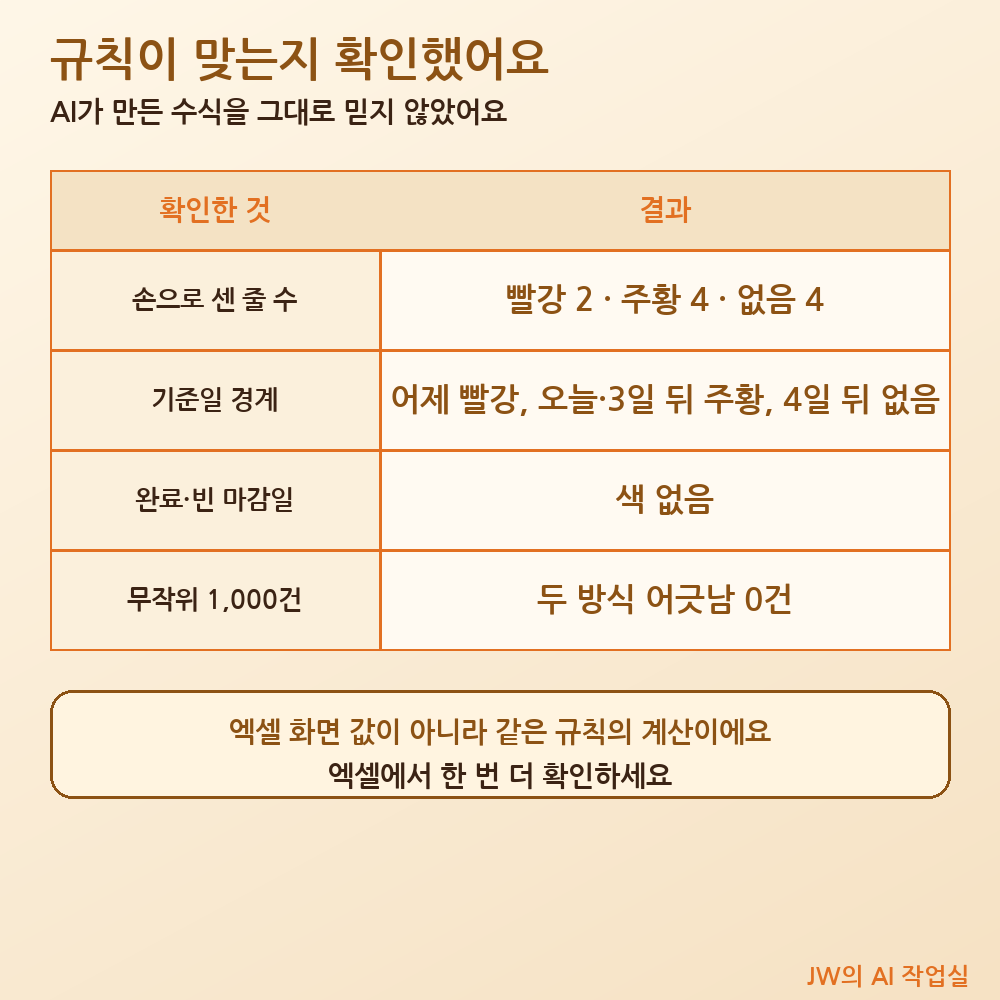 규칙이 맞는지 확인했어요
AI가 만든 수식을 그대로 믿지 않았어요
확인한 것 결과
손으로 센 줄 수 빨강 2 · 주황 4 · 없음 4
기준일 경계 어제 빨강, 오늘·3일 뒤 주황, 4일 뒤 없음
완료·빈 마감일 색 없음
무작위 1,000건 두 방식 어긋남 0건
엑셀 화면 값이 아니라 같은 규칙의 계산이에요
엑셀에서 한 번 더 확인하세요
JW의 AI 작업실